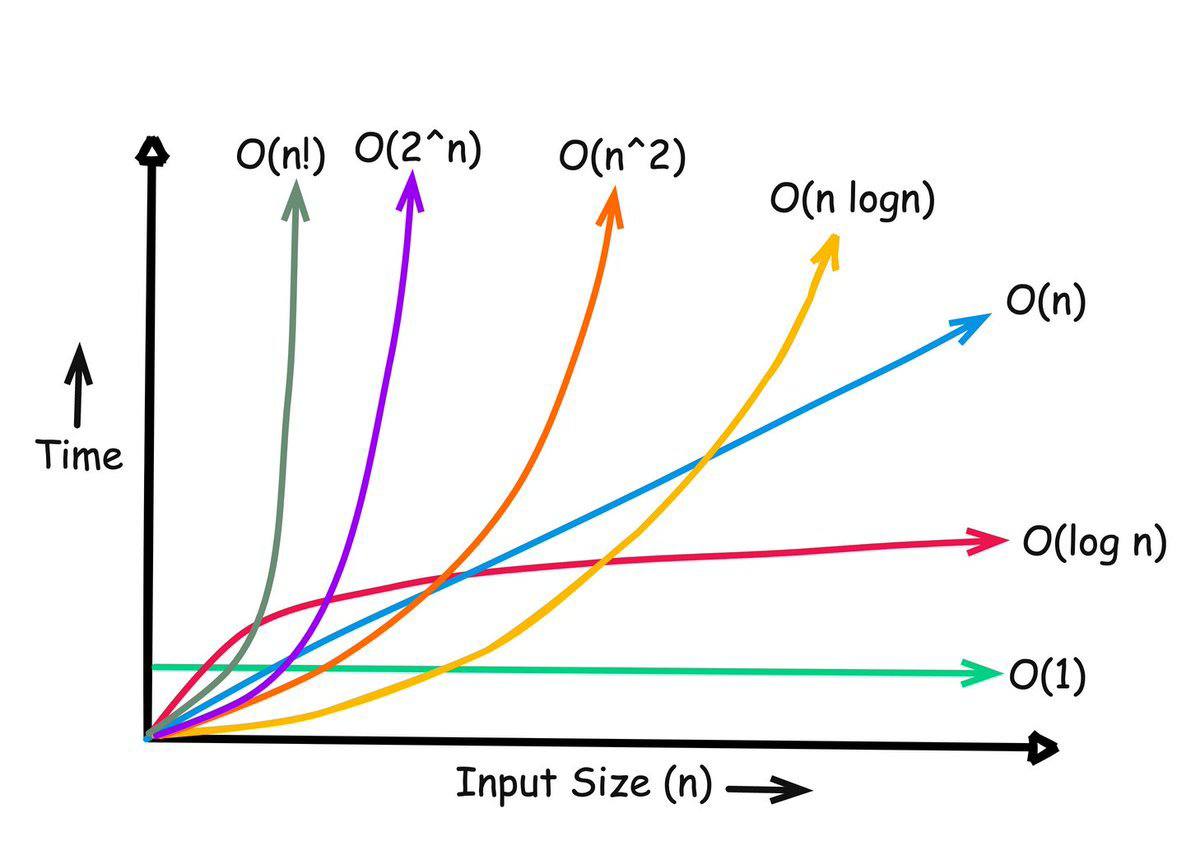 O(n!)
O(2^n)
O(n^2)
O(n logn)
O(n)
Time
O(log n)
O(1)
Input Size (n)